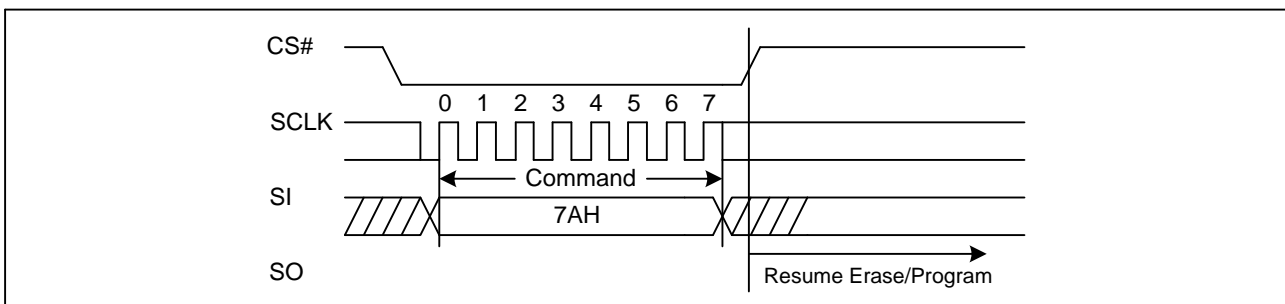 CS#
0 1 2 3 4 5 6 7
SCLK
Command
SI
7AH
SO
Resume Erase/Program